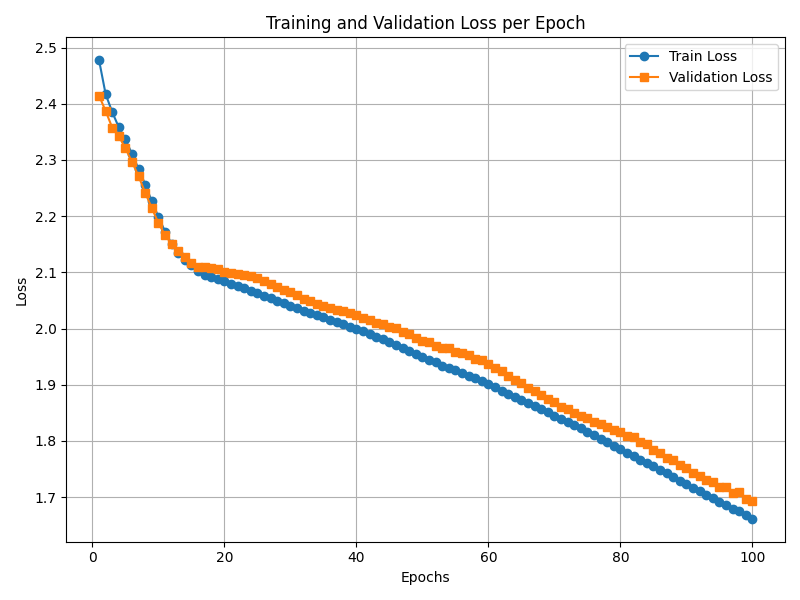 Training and Validation Loss per Epoch
Train Loss
Validation Loss
2.5
2.4
2.3
2.2
2.1
2.0
1.9
1.8
1.7
Loss
0 20 40 60 80 100
Epochs